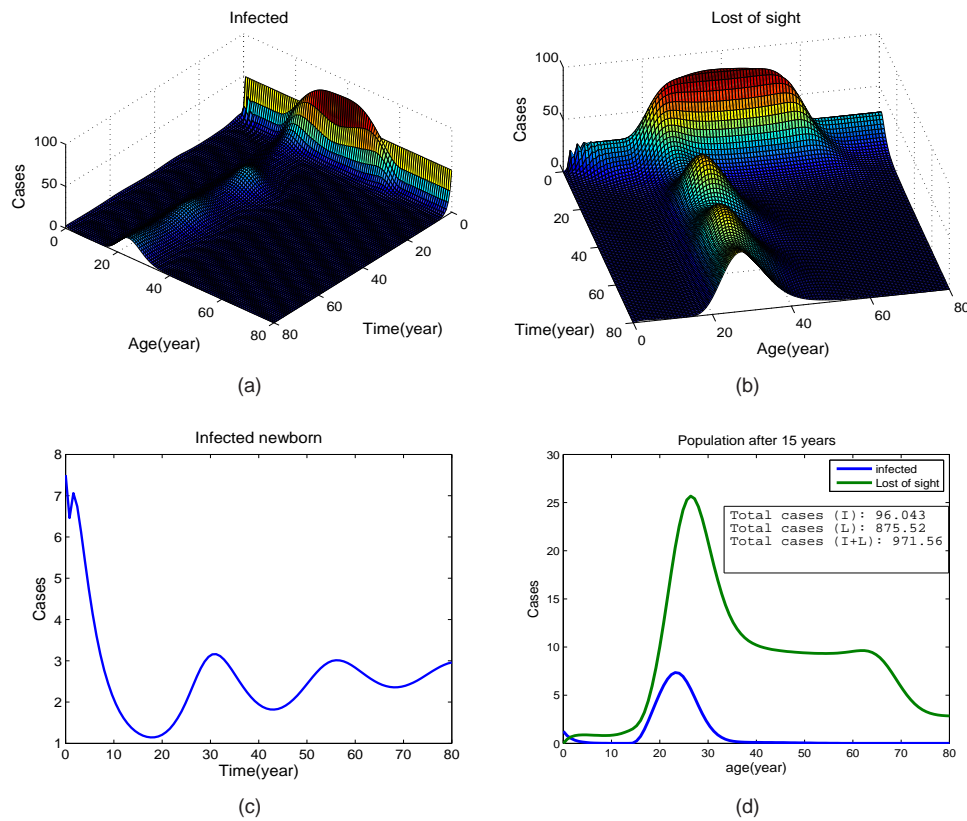 Infected
100
50
0
Cases
0
20
40
60
80
Age(year)
80
60
40
20
0
Time(year)
(a)
Lost of sight
100
50
0
Cases
0
20
40
60
80
Time(year)
0
20
40
60
80
Age(year)
(b)
Infected newborn
8
7
6
5
4
3
2
1
Cases
0 10 20 30 40 50 60 70 80
Time(year)
(c)
Population after 15 years
30
25
20
15
10
5
0
Cases
infected
Lost of sight
Total cases (I): 96.043
Total cases (L): 875.52
Total cases (I+L): 971.56
0 10 20 30 40 50 60 70 80
age(year)
(d)